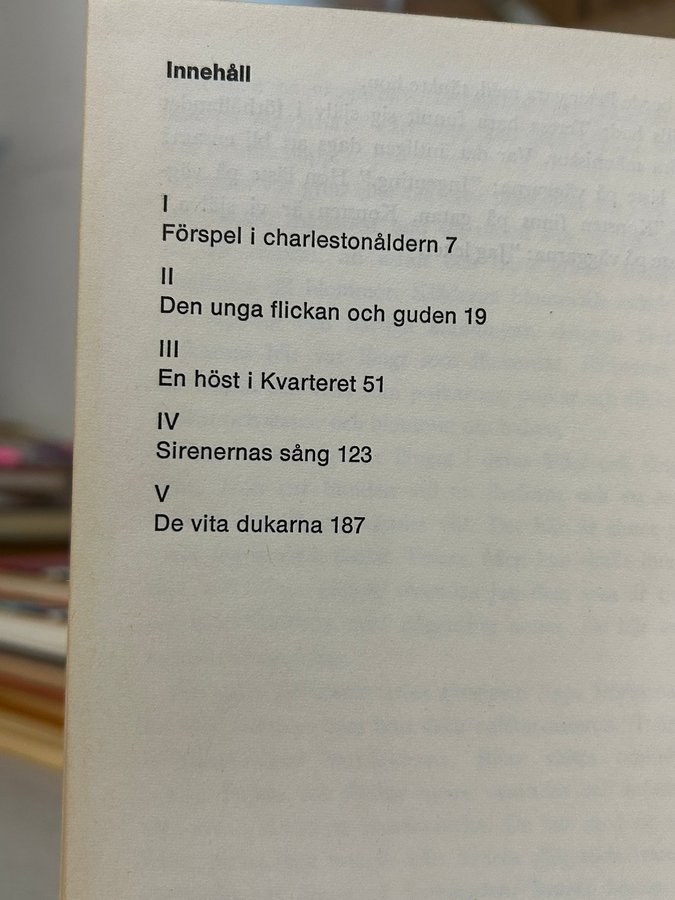 Innehåll
I
Förspel i charlestonåldern 7
II
Den unga flickan och guden 19
III
En höst i Kvarteret 51
IV
Sirenernas sång 123
V
De vita dukarna 187